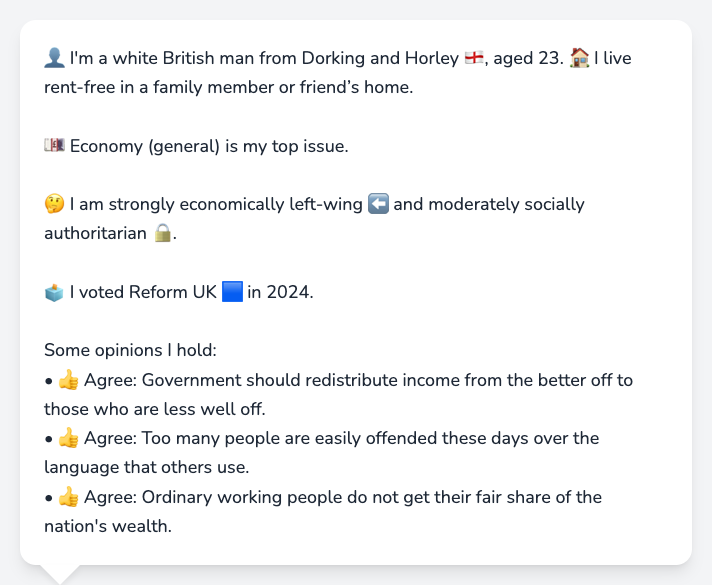 👤 I'm a white British man from Dorking and Horley 🏴󠁧󠁢󠁥󠁮󠁧󠁿, aged 23. 🏠 I live
rent-free in a family member or friend’s home.
💷 Economy (general) is my top issue.
🤔 I am strongly economically left-wing ⬅️ and moderately socially
authoritarian 🔒.
🗳️ I voted Reform UK 🟦 in 2024.
Some opinions I hold:
• 👍 Agree: Government should redistribute income from the better off to
those who are less well off.
• 👍 Agree: Too many people are easily offended these days over the
language that others use.
• 👍 Agree: Ordinary working people do not get their fair share of the
nation's wealth.